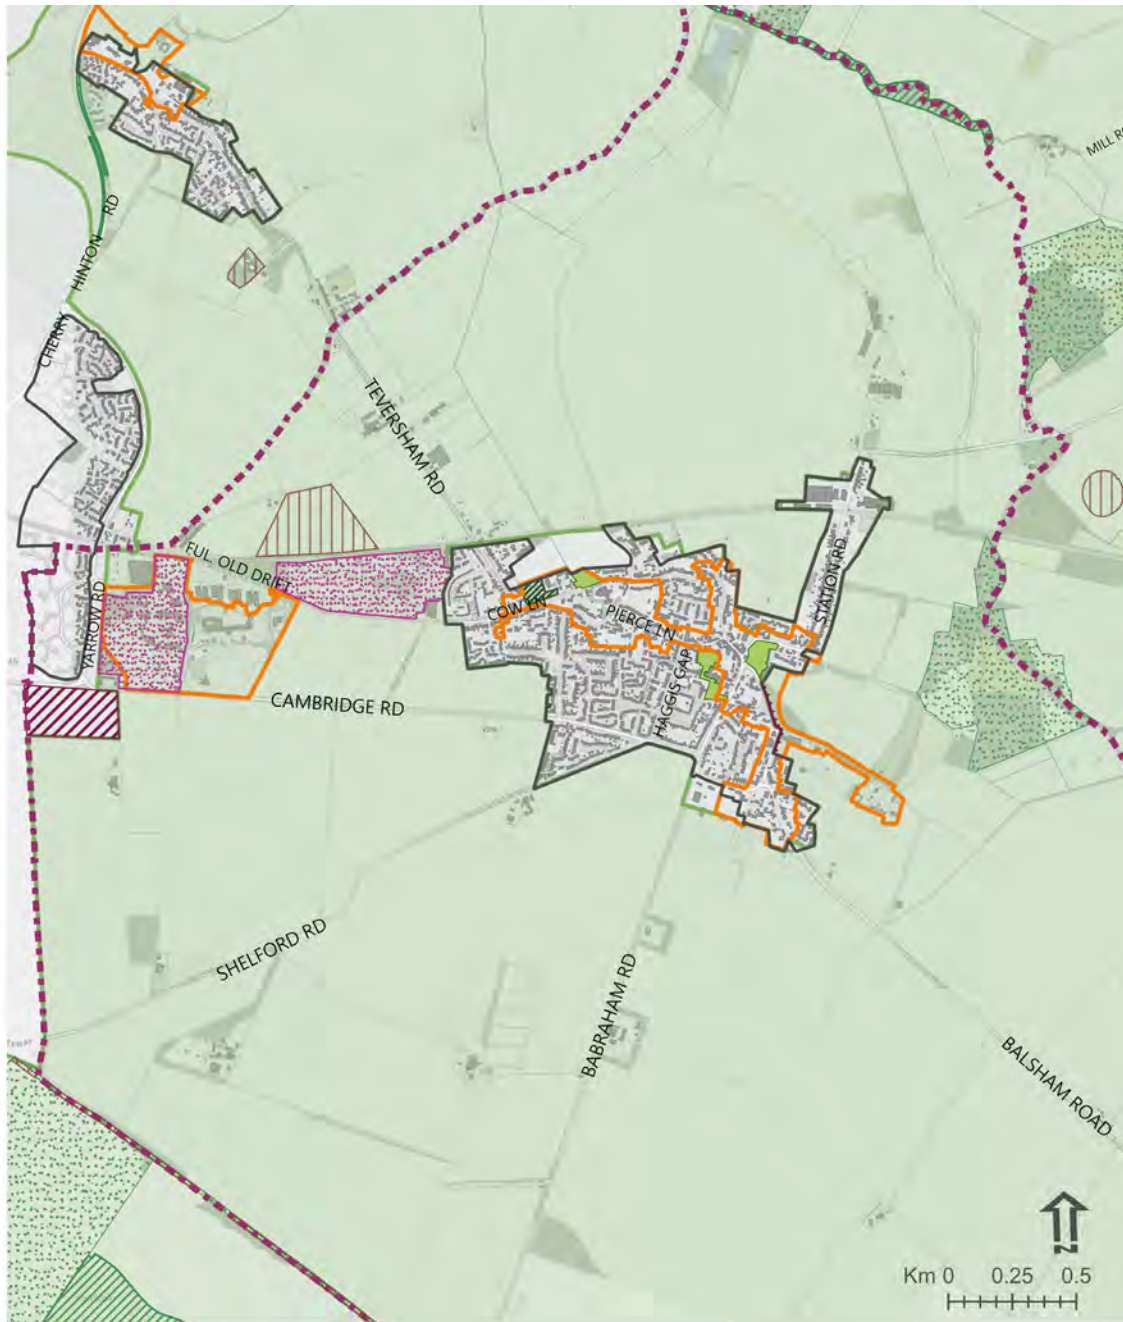 MILL RD
CHERRY HINTON RD
TEVERSHAM RD
FUL. OLD DRIFT
YARROW RD
COW LN
PIERCE LN
STATION RD
HAGGIS GAP
CAMBRIDGE RD
SHELFORD RD
BABRAHAM RD
BALSHAM ROAD
N
Km 0 0.25 0.5